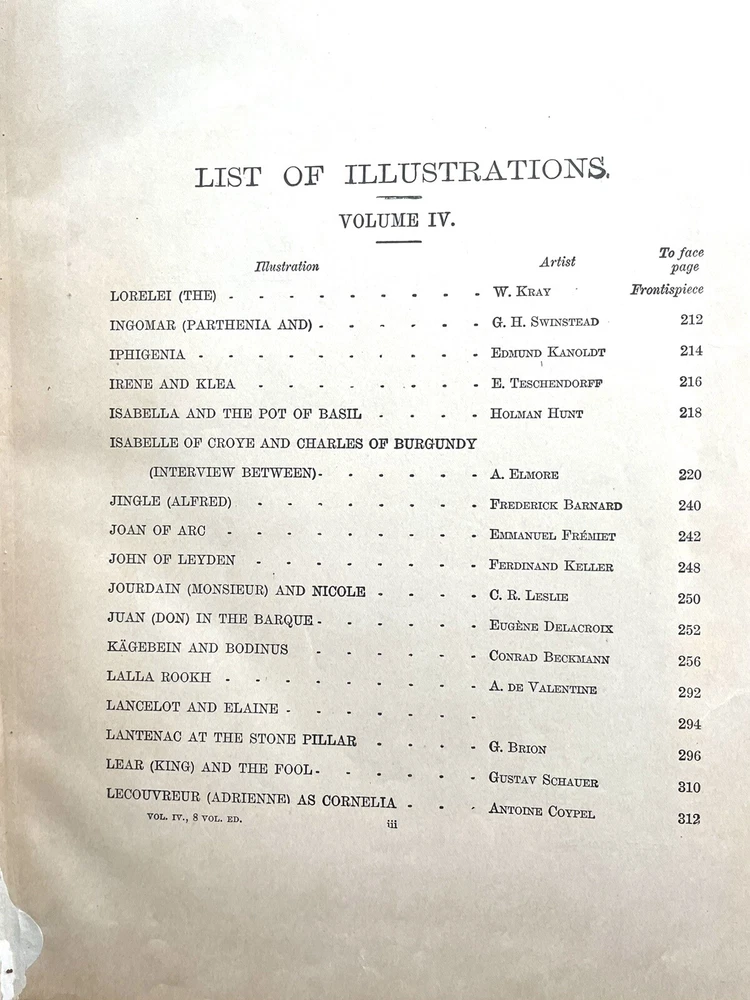 LIST OF ILLUSTRATIONS.
VOLUME IV.
Illustration Artist To face page
LORELEI (THE) - - - - - - - - - W. KRAY Frontispiece
INGOMAR (PARTHENIA AND) - - - - - - G. H. SWINSTEAD 212
IPHIGENIA - - - - - - - - - - EDMUND KANOLDT 214
IRENE AND KLEA - - - - - - - - E. TESCHENDORFF 216
ISABELLA AND THE POT OF BASIL - - - - HOLMAN HUNT 218
ISABELLE OF CROYE AND CHARLES OF BURGUNDY
(INTERVIEW BETWEEN) - - - - - - A. ELMORE 220
JINGLE (ALFRED) - - - - - - - - FREDERICK BARNARD 240
JOAN OF ARC - - - - - - - - - EMMANUEL FRÉMIET 242
JOHN OF LEYDEN - - - - - - - - FERDINAND KELLER 248
JOURDAIN (MONSIEUR) AND NICOLE - - - - C. R. LESLIE 250
JUAN (DON) IN THE BARQUE - - - - - - EUGÈNE DELACROIX 252
KÄGEBEIN AND BODINUS - - - - - - CONRAD BECKMANN 256
LALLA ROOKH - - - - - - - - - A. DE VALENTINE 292
LANCELOT AND ELAINE - - - - - - - 294
LANTENAC AT THE STONE PILLAR - - - - G. BRION 296
LEAR (KING) AND THE FOOL - - - - - - GUSTAV SCHAUER 310
LECOUVREUR (ADRIENNE) AS CORNELIA - - - ANTOINE COYPEL 312
VOL. IV., 8 VOL. ED. iii